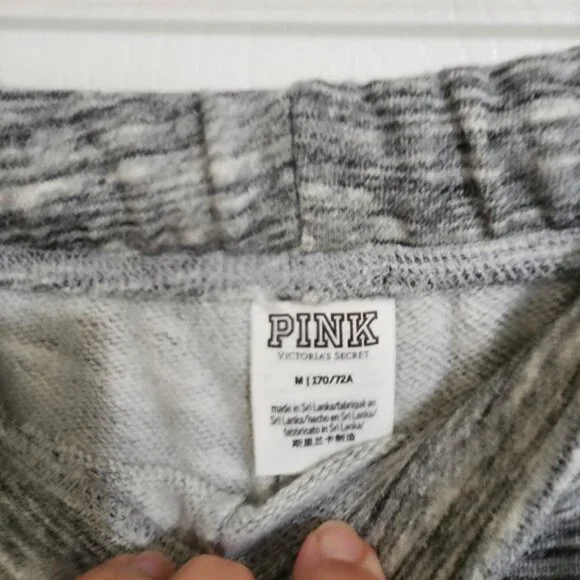 PINK
VICTORIA'S SECRET
M | 170/72A
made in Sri Lanka/fabriqué au
Sri Lanka/hecho en Sri Lanka/
fabbricato in Sri Lanka/
斯里兰卡制造